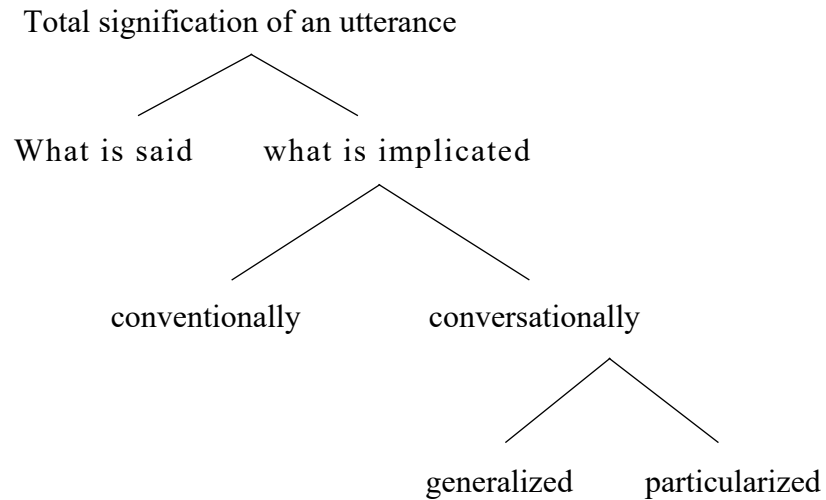 Total signification of an utterance
What is said what is implicated
conventionally conversationally
generalized particularized